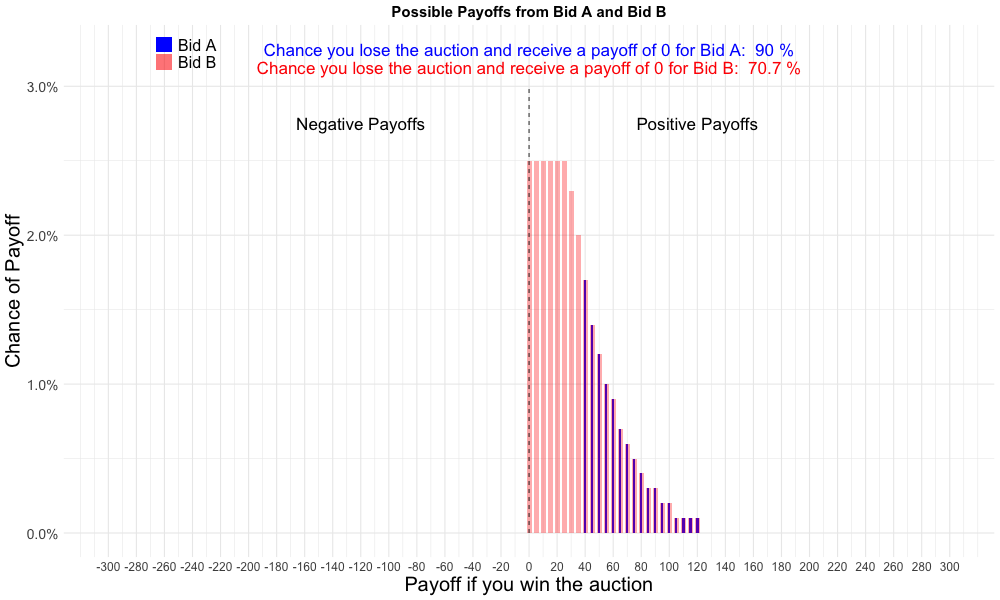 Possible Payoffs from Bid A and Bid B
Bid A
Bid B
Chance you lose the auction and receive a payoff of 0 for Bid A:  90 %
Chance you lose the auction and receive a payoff of 0 for Bid B:  70.7 %
Negative Payoffs
Positive Payoffs
Chance of Payoff
3.0%
2.0%
1.0%
0.0%
-300 -280 -260 -240 -220 -200 -180 -160 -140 -120 -100 -80 -60 -40 -20 0 20 40 60 80 100 120 140 160 180 200 220 240 260 280 300
Payoff if you win the auction